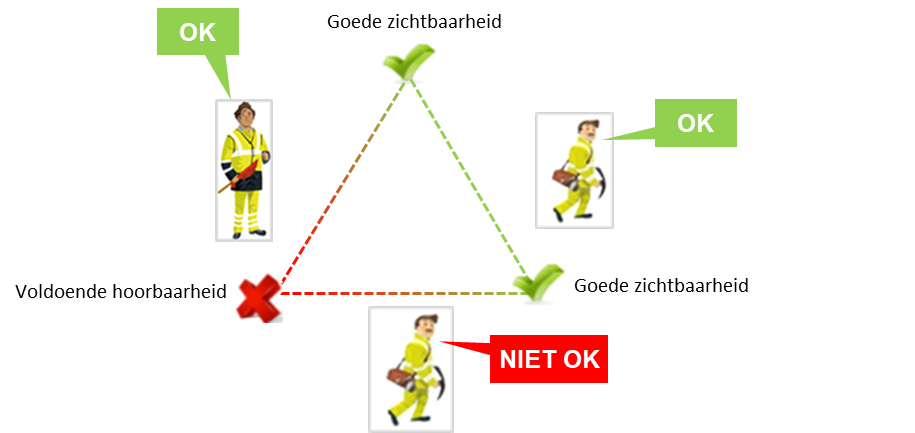 Goede zichtbaarheid
OK
OK
Voldoende hoorbaarheid
Goede zichtbaarheid
NIET OK